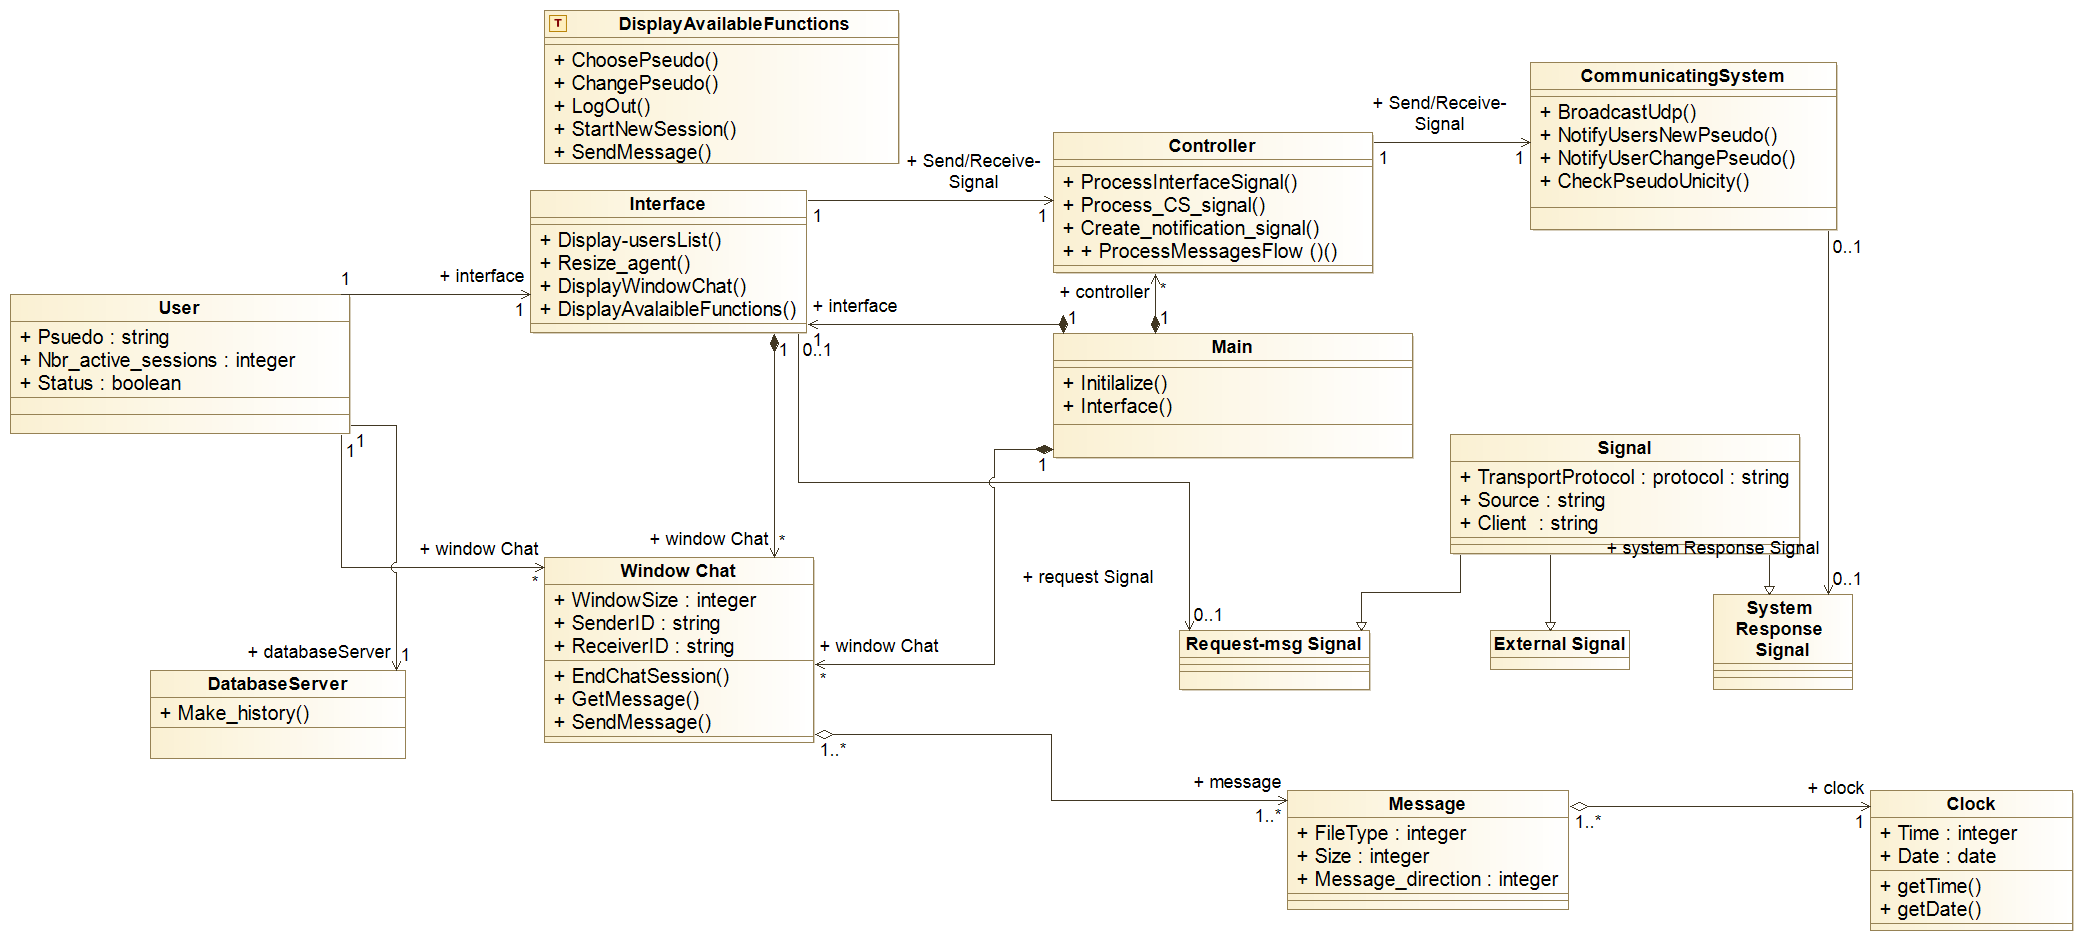 T
DisplayAvailableFunctions
+ ChoosePseudo()
+ ChangePseudo()
+ LogOut()
+ StartNewSession()
+ SendMessage()
CommunicatingSystem
+ BroadcastUdp()
+ NotifyUsersNewPseudo()
+ NotifyUserChangePseudo()
+ CheckPseudoUnicity()
+ Send/Receive-
Signal
1
1
Controller
+ ProcessInterfaceSignal()
+ Process_CS_signal()
+ Create_notification_signal()
+ + ProcessMessagesFlow ()()
+ Send/Receive-
Signal
1
1
Interface
+ Display-usersList()
+ Resize_agent()
+ DisplayWindowChat()
+ DisplayAvalaibleFunctions()
1
+ interface
1
User
+ Psuedo : string
+ Nbr_active_sessions : integer
+ Status : boolean
+ controller
*
1
+ interface
1
1
Main
+ Initilalize()
+ Interface()
1
1
0..1
0..1
1
1
+ window Chat
*
+ window Chat
*
Window Chat
+ WindowSize : integer
+ SenderID : string
+ ReceiverID : string
+ EndChatSession()
+ GetMessage()
+ SendMessage()
+ window Chat
*
+ request Signal
0..1
Signal
+ TransportProtocol : protocol : string
+ Source : string
+ Client : string
+ system Response Signal
0..1
Request-msg Signal
External Signal
System
Response
Signal
+ databaseServer
1
DatabaseServer
+ Make_history()
1..*
+ message
1..*
Message
+ FileType : integer
+ Size : integer
+ Message_direction : integer
1..*
+ clock
1
Clock
+ Time : integer
+ Date : date
+ getTime()
+ getDate()